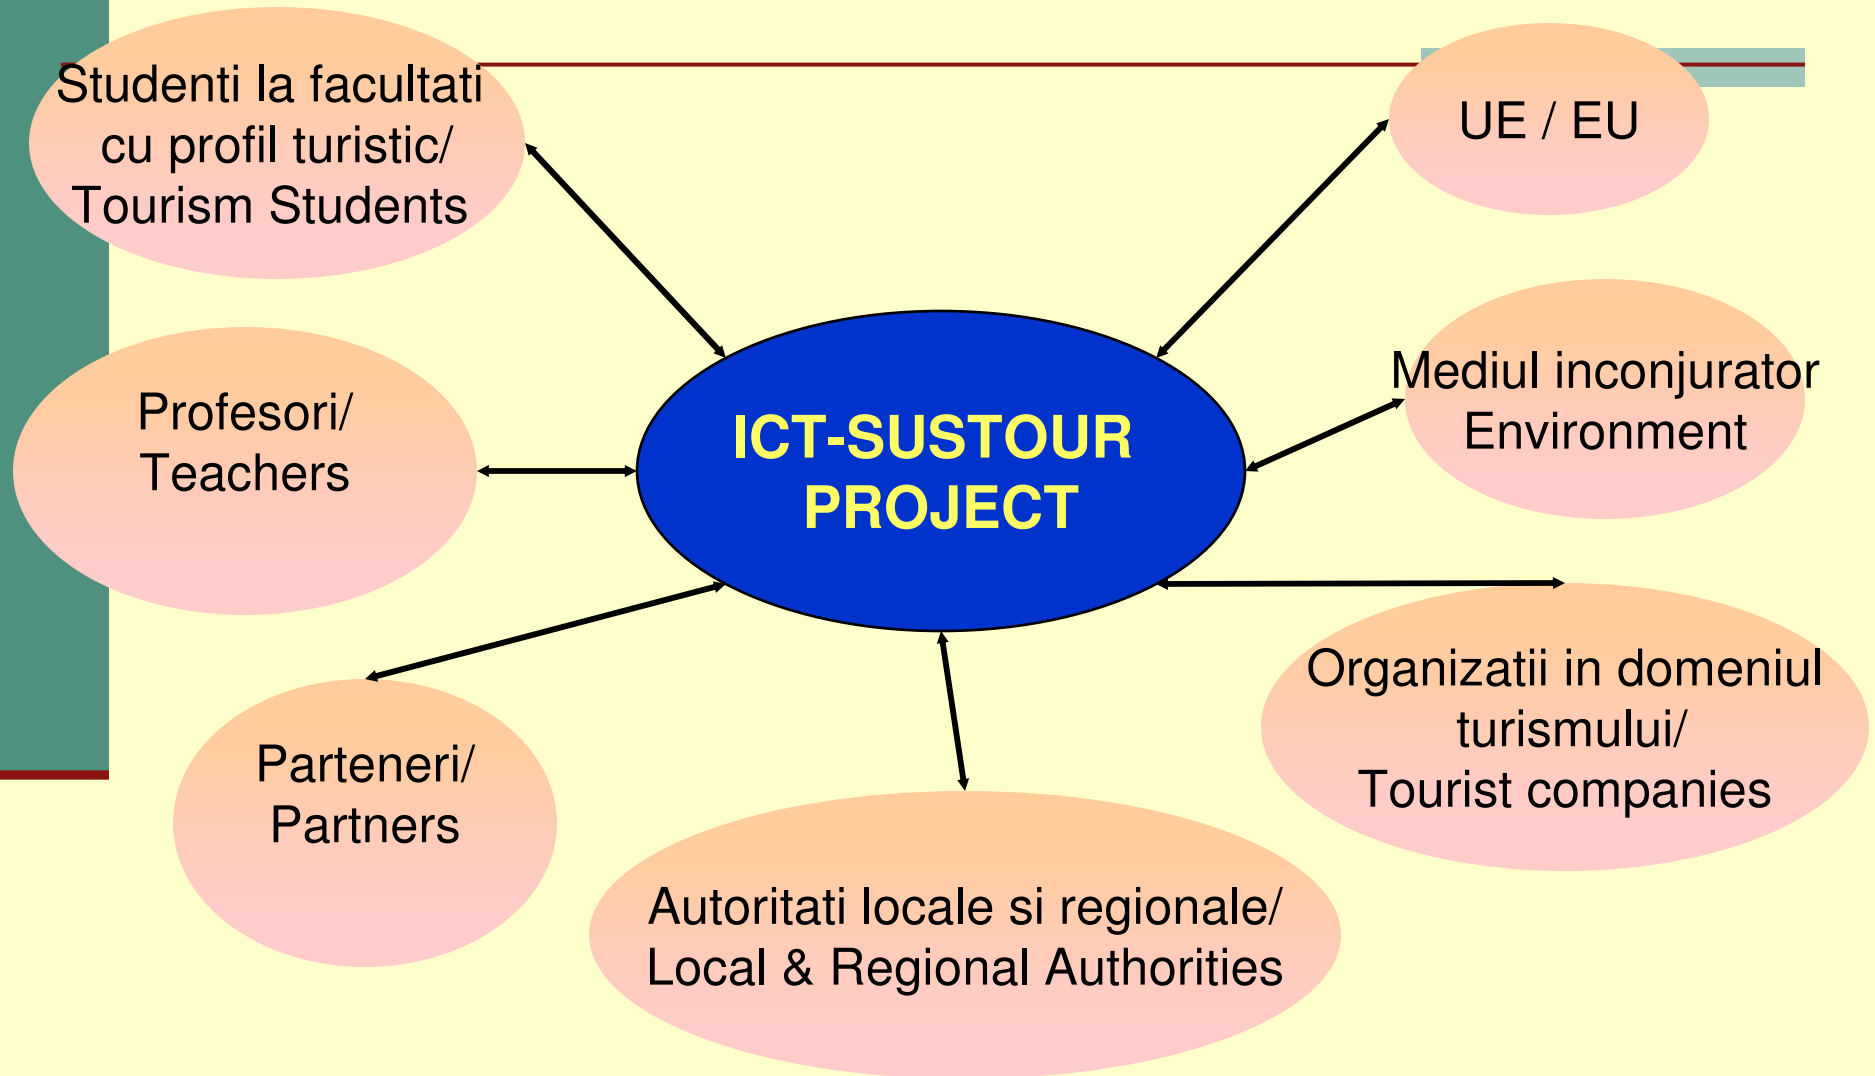 Studenti la facultati
cu profil turistic/
Tourism Students
UE / EU
Mediul inconjurator
Environment
Profesori/
Teachers
ICT-SUSTOUR
PROJECT
Organizatii in domeniul
turismului/
Tourist companies
Parteneri/
Partners
Autoritati locale si regionale/
Local & Regional Authorities